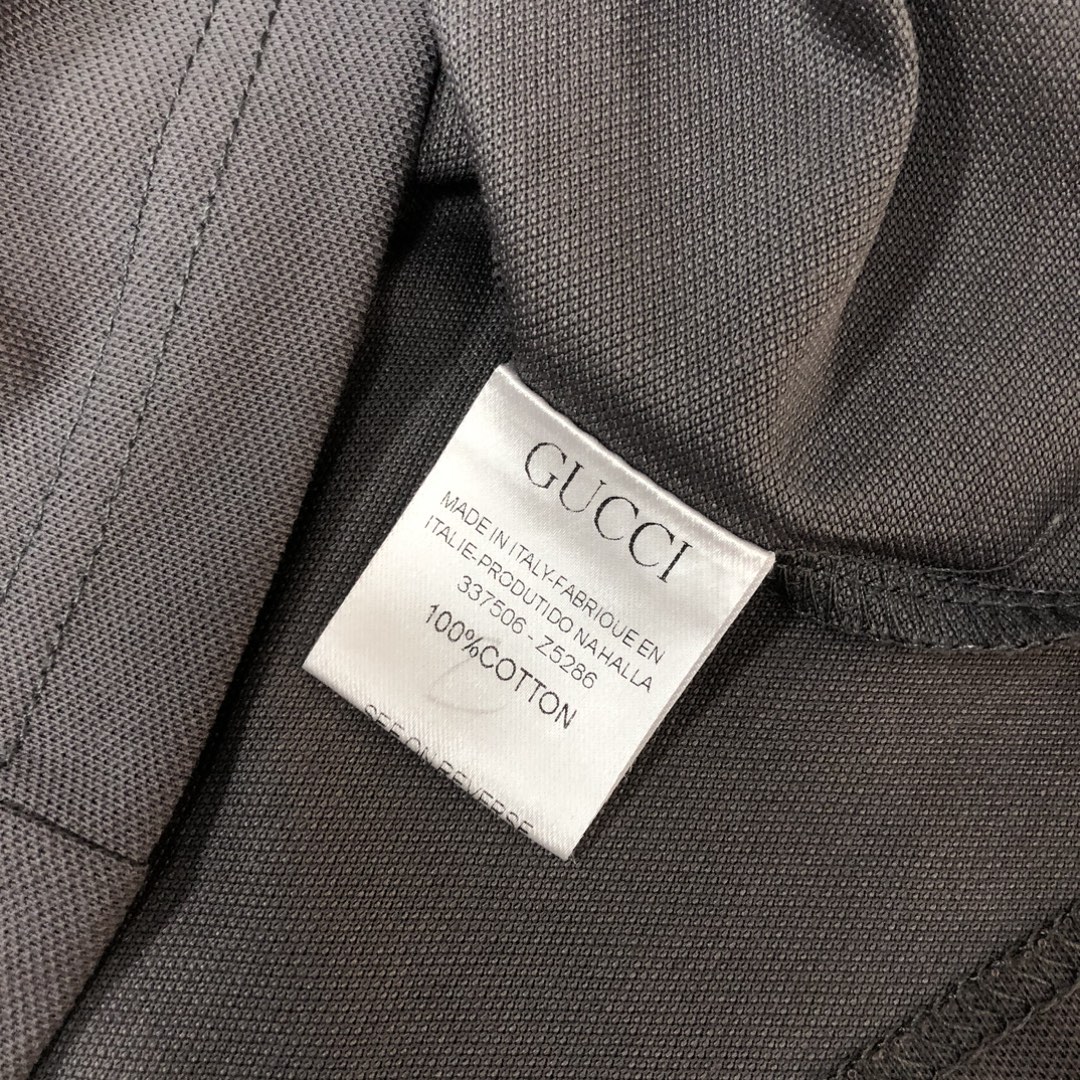 GUCCI
MADE IN ITALY-FABRIQUE EN
ITALIE-PRODUTIDO NAHALLA
337506 - Z5286
100%COTTON
SEE ON REVERSE